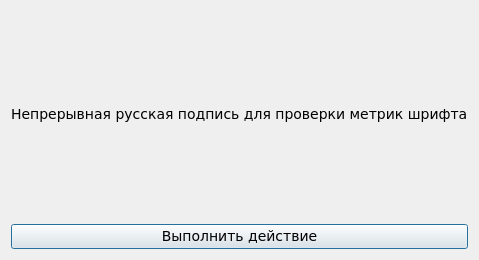 Непрерывная русская подпись для проверки метрик шрифта
Выполнить действие